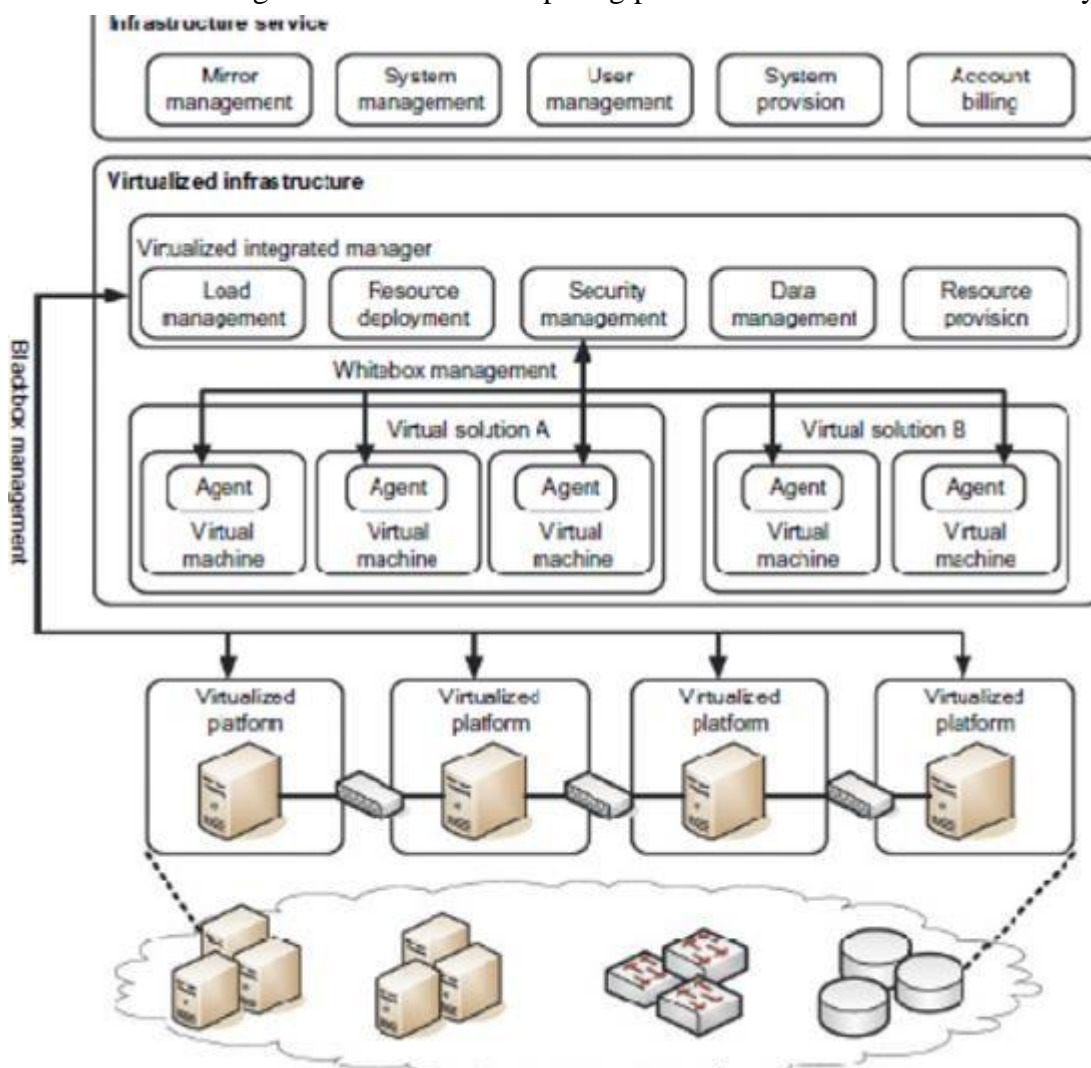 Infrastructure service
Mirror
management
System
management
User
management
System
provision
Account
billing
Virtualized infrastructure
Virtualized integrated manager
Load
management
Resource
deployment
Security
management
Data
management
Resource
provision
Whitebox management
Blackbox management
Virtual solution A
Virtual solution B
Agent
Virtual
machine
Agent
Virtual
machine
Agent
Virtual
machine
Agent
Virtual
machine
Agent
Virtual
machine
Virtualized
platform
Virtualized
platform
Virtualized
platform
Virtualized
platform